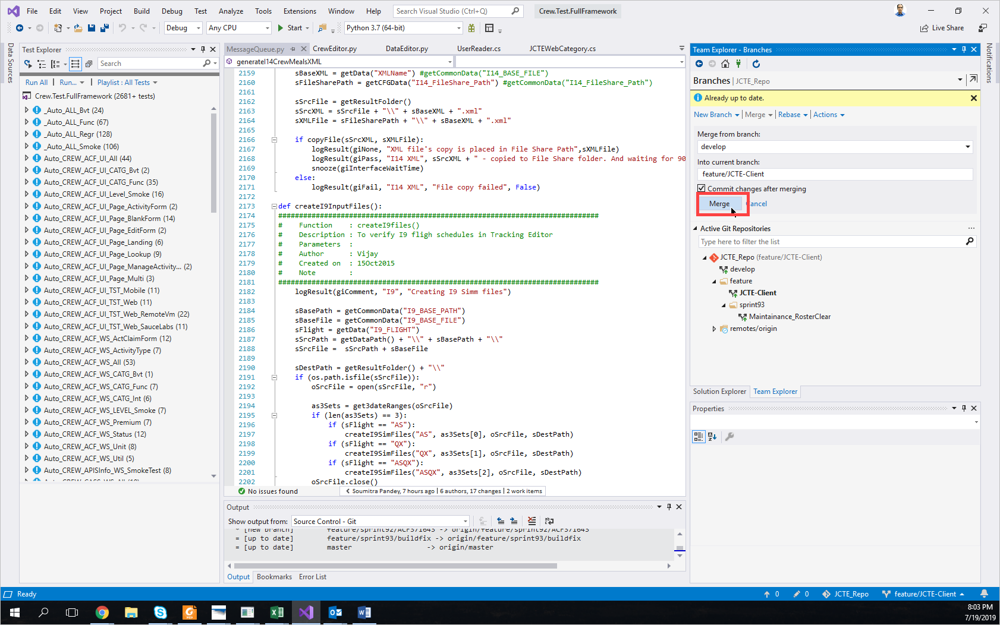 File Edit View Project Build Debug Test Analyze Tools Extensions Window Help Search Visual Studio (Ctrl+Q) Crew.Test.FullFramework
Debug Any CPU Start Python 3.7 (64-bit) Live Share
Data Sources
Test Explorer
Search
Run All | Run... | Playlist : All Tests
Crew.Test.FullFramework (2681+ tests)
_Auto_ALL_Bvt (24)
_Auto_ALL_Func (67)
_Auto_ALL_Regr (128)
_Auto_ALL_Smoke (106)
Auto_CREW_ACF_UI_All (44)
Auto_CREW_ACF_UI_CATG_Bvt (2)
Auto_CREW_ACF_UI_CATG_Func (35)
Auto_CREW_ACF_UI_Level_Smoke (16)
Auto_CREW_ACF_UI_Page_ActivityForm (2)
Auto_CREW_ACF_UI_Page_BlankForm (14)
Auto_CREW_ACF_UI_Page_EditForm (2)
Auto_CREW_ACF_UI_Page_Landing (6)
Auto_CREW_ACF_UI_Page_Lookup (9)
Auto_CREW_ACF_UI_Page_ManageActivity... (2)
Auto_CREW_ACF_UI_Page_Multi (3)
Auto_CREW_ACF_UI_TST_Mobile (11)
Auto_CREW_ACF_UI_TST_Web (11)
Auto_CREW_ACF_UI_TST_Web_RemoteVm (22)
Auto_CREW_ACF_UI_TST_Web_SauceLabs (11)
Auto_CREW_ACF_WS_ActClaimForm (12)
Auto_CREW_ACF_WS_ActivityType (7)
Auto_CREW_ACF_WS_All (53)
Auto_CREW_ACF_WS_CATG_Bvt (1)
Auto_CREW_ACF_WS_CATG_Func (7)
Auto_CREW_ACF_WS_CATG_Int (6)
Auto_CREW_ACF_WS_LEVEL_Smoke (7)
Auto_CREW_ACF_WS_Premium (7)
Auto_CREW_ACF_WS_Status (12)
Auto_CREW_ACF_WS_Unit (8)
Auto_CREW_ACF_WS_Util (5)
Auto_CREW_APISInfo_WS_SmokeTest (8)
MessageQueue.py CrewEditor.py DataEditor.py UserReader.cs JCTEWebCategory.cs
generateI14CrewMealsXML
2159 sBaseXML = getData("XMLName") #getCommonData("I14_BASE_FILE")
2160 sFileSharePath = getCFGData("I14_FileShare_Path") #getCommonData("I14_FileShare_Path")
2161
2162 sSrcFile = getResultFolder()
2163 sSrcXML = sSrcFile + "\\" + sBaseXML + ".xml"
2164 sXMLFile = sFileSharePath + "\\" + sBaseXML + ".xml"
2165
2166 if copyFile(sSrcXML, sXMLFile):
2167 logResult(giNone, "XML file's copy is placed in File Share Path",sXMLFile)
2168 logResult(giPass, "I14 XML", sSrcXML + " - copied to File Share folder. And waiting for 90
2169 snooze(giInterfaceWaitTime)
2170 else:
2171 logResult(giFail, "I14 XML", "File copy failed", False)
2172
2173 def createI9InputFiles():
2174 #############################################################################
2175 # Function : createI9files()
2176 # Description : To verify I9 fligh schedules in Tracking Editor
2177 # Parameters :
2178 # Author : Vijay
2179 # Created on : 15Oct2015
2180 # Note :
2181 #############################################################################
2182 logResult(giComment, "I9", "Creating I9 Simm files")
2183
2184 sBasePath = getCommonData("I9_BASE_PATH")
2185 sBaseFile = getCommonData("I9_BASE_FILE")
2186 sFlight = getData("I9_FLIGHT")
2187 sSrcPath = getDataPath() + "\\" + sBasePath + "\\"
2188 sSrcFile = sSrcPath + sBaseFile
2189
2190 sDestPath = getResultFolder() + "\\"
2191 if (os.path.isfile(sSrcFile)):
2192 oSrcFile = open(sSrcFile, "r")
2193
2194 as3Sets = get3dateRanges(oSrcFile)
2195 if (len(as3Sets) == 3):
2196 if (sFlight == "AS"):
2197 createI9SimFiles("AS", as3Sets[0], oSrcFile, sDestPath)
2198 if (sFlight == "QX"):
2199 createI9SimFiles("QX", as3Sets[1], oSrcFile, sDestPath)
2200 if (sFlight == "ASQX"):
2201 createI9SimFiles("ASQX", as3Sets[2], oSrcFile, sDestPath)
2202 oSrcFile.close()
No issues found < Soumitra Pandey, 7 hours ago | 6 authors, 17 changes | 2 work items
Output
Show output from: Source Control - Git
* [new branch] feature/sprint92/ACF371643 -> origin/feature/sprint92/ACF371643
= [up to date] feature/sprint93/buildfix -> origin/feature/sprint93/buildfix
= [up to date] master -> origin/master
Output Bookmarks Error List
Team Explorer - Branches
Branches | JCTE_Repo
Already up to date.
New Branch | Merge | Rebase | Actions
Merge from branch:
develop
Into current branch:
feature/JCTE-Client
Commit changes after merging
Merge ancel
Active Git Repositories ...
Type here to filter the list
JCTE_Repo (feature/JCTE-Client)
develop
feature
JCTE-Client
sprint93
Maintainance_RosterClear
remotes/origin
Solution Explorer Team Explorer
Properties
Notifications
Ready 0 0 JCTE_Repo feature/JCTE-Client
8:03 PM
7/19/2019